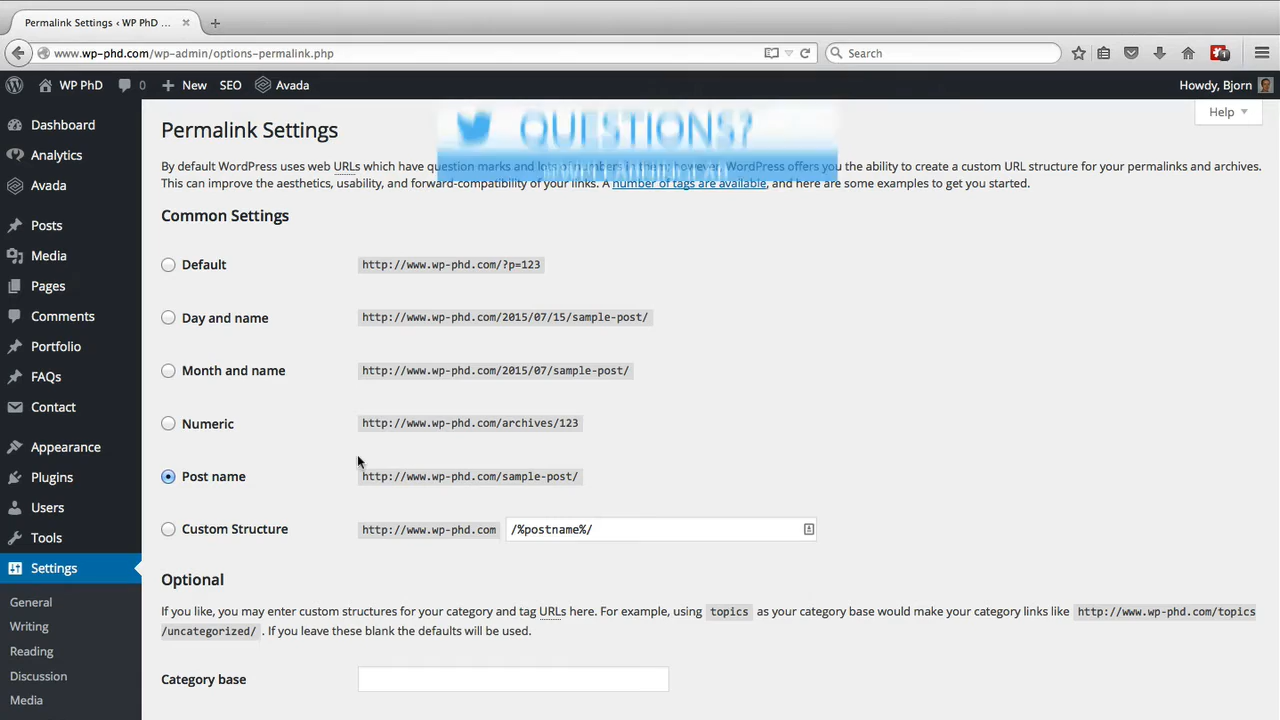 Permalink Settings ‹ WP PhD ...
www.wp-phd.com/wp-admin/options-permalink.php
Search
1
WP PhD
0
New
SEO
Avada
Howdy, Bjorn
Help
Dashboard
Analytics
Avada
Posts
Media
Pages
Comments
Portfolio
FAQs
Contact
Appearance
Plugins
Users
Tools
Settings
General
Writing
Reading
Discussion
Media
QUESTIONS?
Permalink Settings
By default WordPress uses web URLs which have question marks and lots of numbers in them; however, WordPress offers you the ability to create a custom URL structure for your permalinks and archives.
This can improve the aesthetics, usability, and forward-compatibility of your links. A number of tags are available, and here are some examples to get you started.
Common Settings
Default http://www.wp-phd.com/?p=123
Day and name http://www.wp-phd.com/2015/07/15/sample-post/
Month and name http://www.wp-phd.com/2015/07/sample-post/
Numeric http://www.wp-phd.com/archives/123
Post name http://www.wp-phd.com/sample-post/
Custom Structure http://www.wp-phd.com /%postname%/
Optional
If you like, you may enter custom structures for your category and tag URLs here. For example, using topics as your category base would make your category links like http://www.wp-phd.com/topics
/uncategorized/ . If you leave these blank the defaults will be used.
Category base